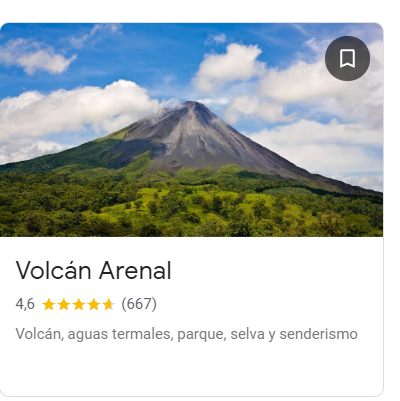 Volcán Arenal
4,6 (667)
Volcán, aguas termales, parque, selva y senderismo